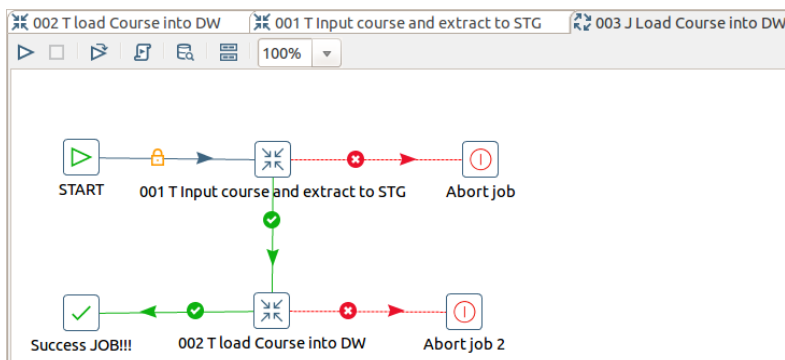 002 T load Course into DW
001 T Input course and extract to STG
003 J Load Course into DW
100%
START
001 T Input course and extract to STG
Abort job
Success JOB!!!
002 T load Course into DW
Abort job 2